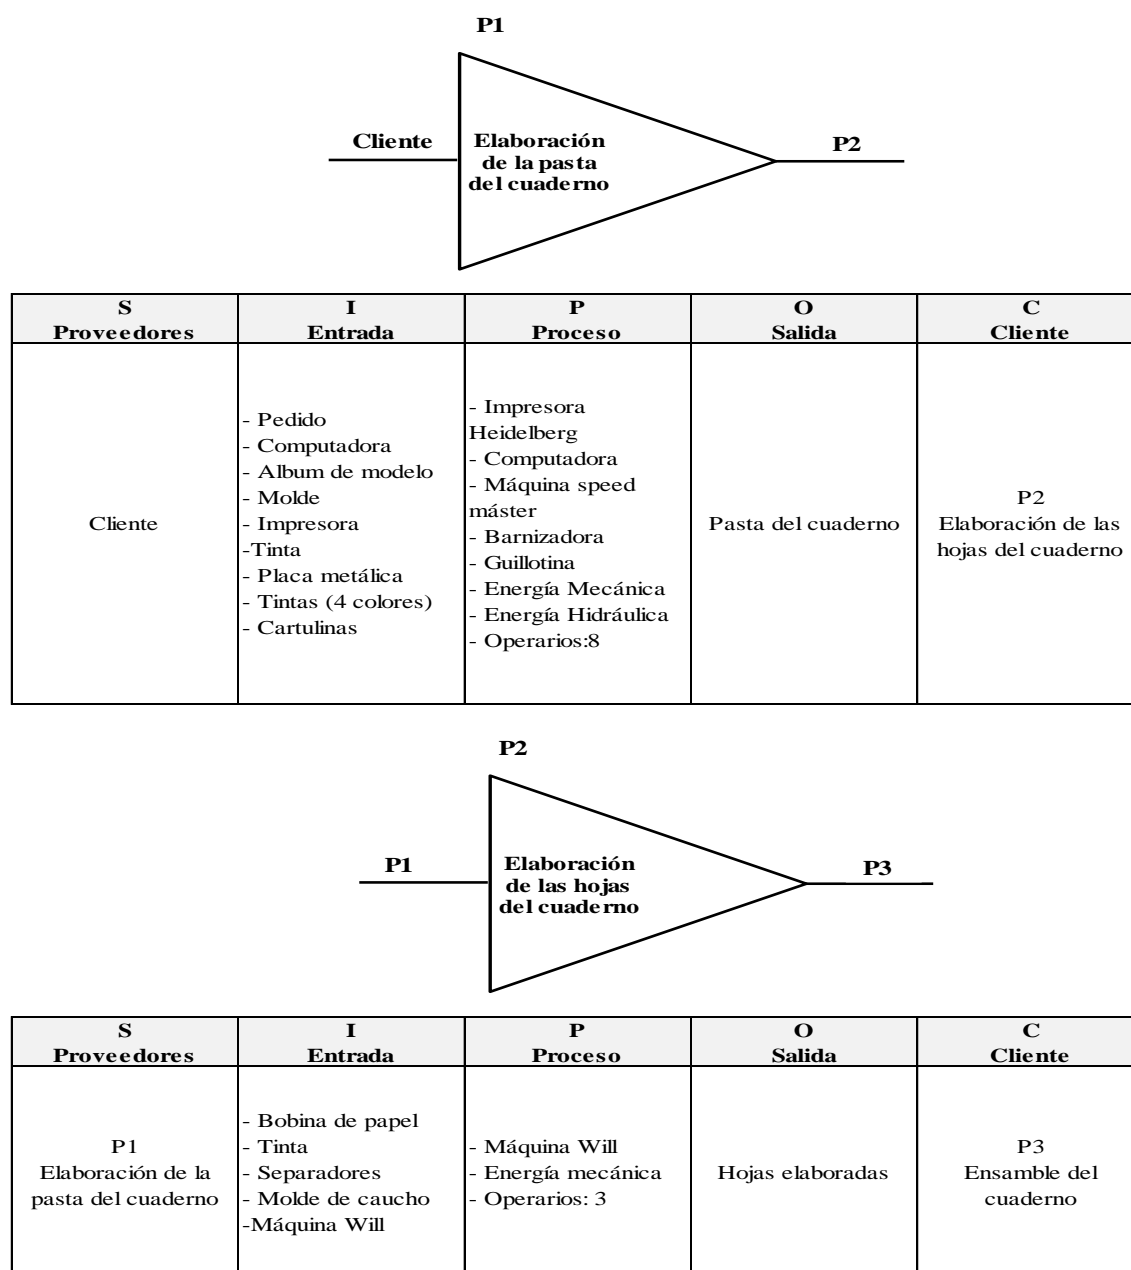 P1
Cliente
Elaboración
de la pasta
del cuaderno
P2
S
Proveedores
I
Entrada
P
Proceso
O
Salida
C
Cliente
Cliente
- Pedido
- Computadora
- Album de modelo
- Molde
- Impresora
-Tinta
- Placa metálica
- Tintas (4 colores)
- Cartulinas
- Impresora
Heidelberg
- Computadora
- Máquina speed
máster
- Barnizadora
- Guillotina
- Energía Mecánica
- Energía Hidráulica
- Operarios:8
Pasta del cuaderno
P2
Elaboración de las
hojas del cuaderno
P2
P1
Elaboración
de las hojas
del cuaderno
P3
S
Proveedores
I
Entrada
P
Proceso
O
Salida
C
Cliente
P1
Elaboración de la
pasta del cuaderno
- Bobina de papel
- Tinta
- Separadores
- Molde de caucho
-Máquina Will
- Máquina Will
- Energía mecánica
- Operarios: 3
Hojas elaboradas
P3
Ensamble del
cuaderno